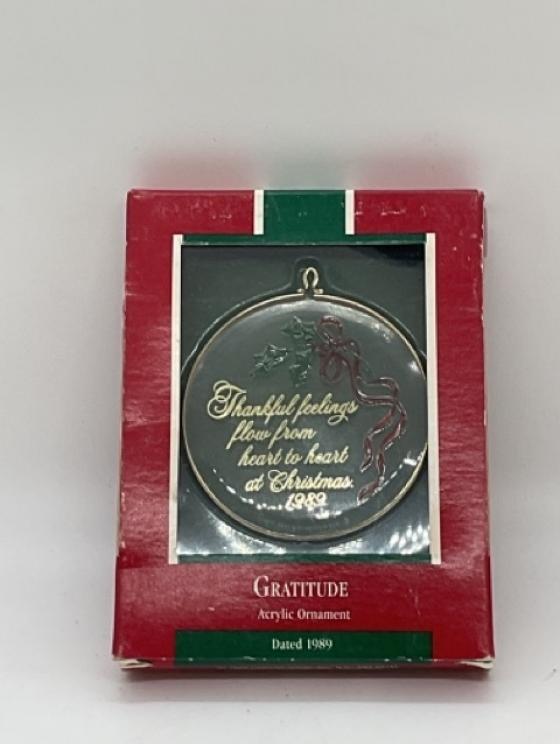 Thankful feelings
flow from
heart to heart
at Christmas.
1989
GRATITUDE
Acrylic Ornament
Dated 1989